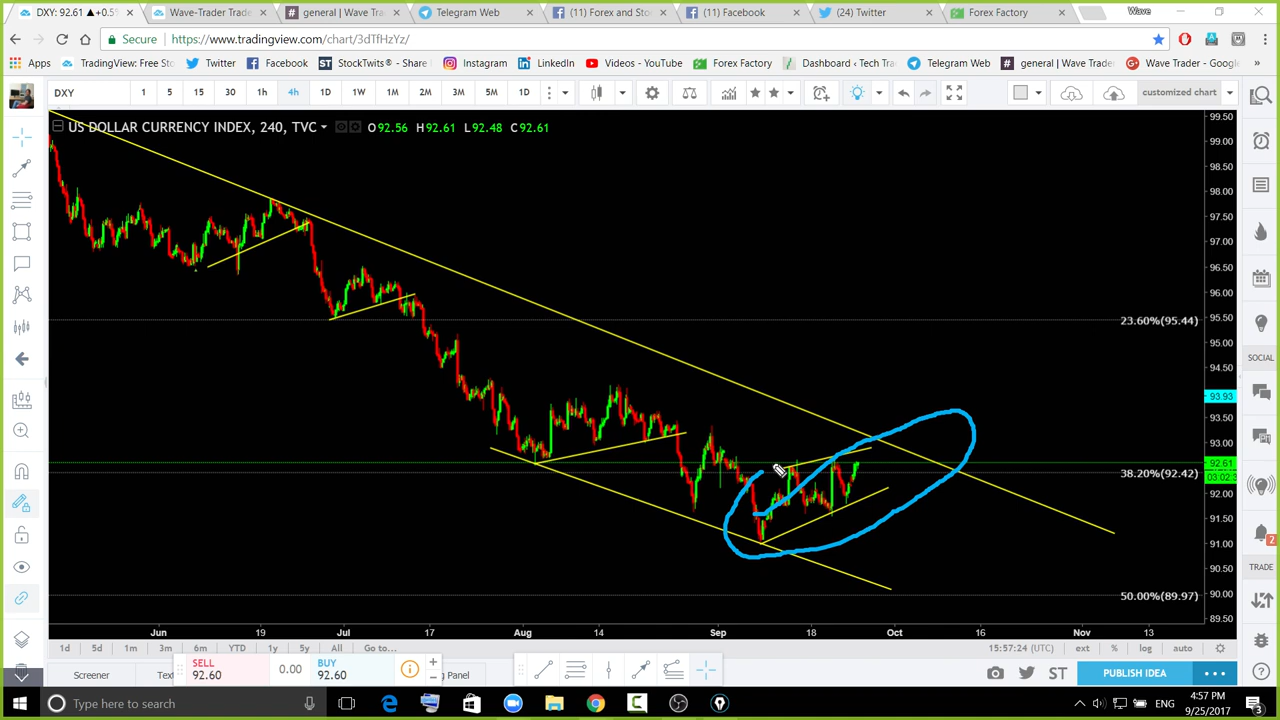 DXY: 92.61 ▲+0.5%
Wave-Trader Trade
# general | Wave Tra
Telegram Web
(11) Forex and Sto
(11) Facebook
(24) Twitter
Forex Factory
Wave
Secure https://www.tradingview.com/chart/3dTfHzYz/
Apps TradingView: Free Sto Twitter Facebook StockTwits® - Share Instagram LinkedIn Videos - YouTube Forex Factory Dashboard ‹ Tech Tra Telegram Web # general | Wave Trade Wave Trader - Google »
DXY 1 5 15 30 1h 4h 1D 1W 1M 2M 3M 5M 1D customized chart
US DOLLAR CURRENCY INDEX, 240, TVC O92.56 H92.61 L92.48 C92.61
99.50
99.00
98.50
98.00
97.50
97.00
96.50
96.00
95.50
23.60%(95.44)
95.00
94.50
93.93
93.50
93.00
92.61
38.20%(92.42)
03:02:3
92.00
91.50
91.00
90.50
90.00
50.00%(89.97)
89.50
SOCIAL
2
TRADE
Jun 19 Jul 17 Aug 14 Sep 18 Oct 16 Nov 13
1d 5d 1m 3m 6m YTD 1y 5y All Go to... 15:57:24 (UTC) ext % log auto
Screener
SELL 0.00 BUY
92.60 92.60
ST PUBLISH IDEA
Type here to search
ENG
4:57 PM
9/25/2017
3